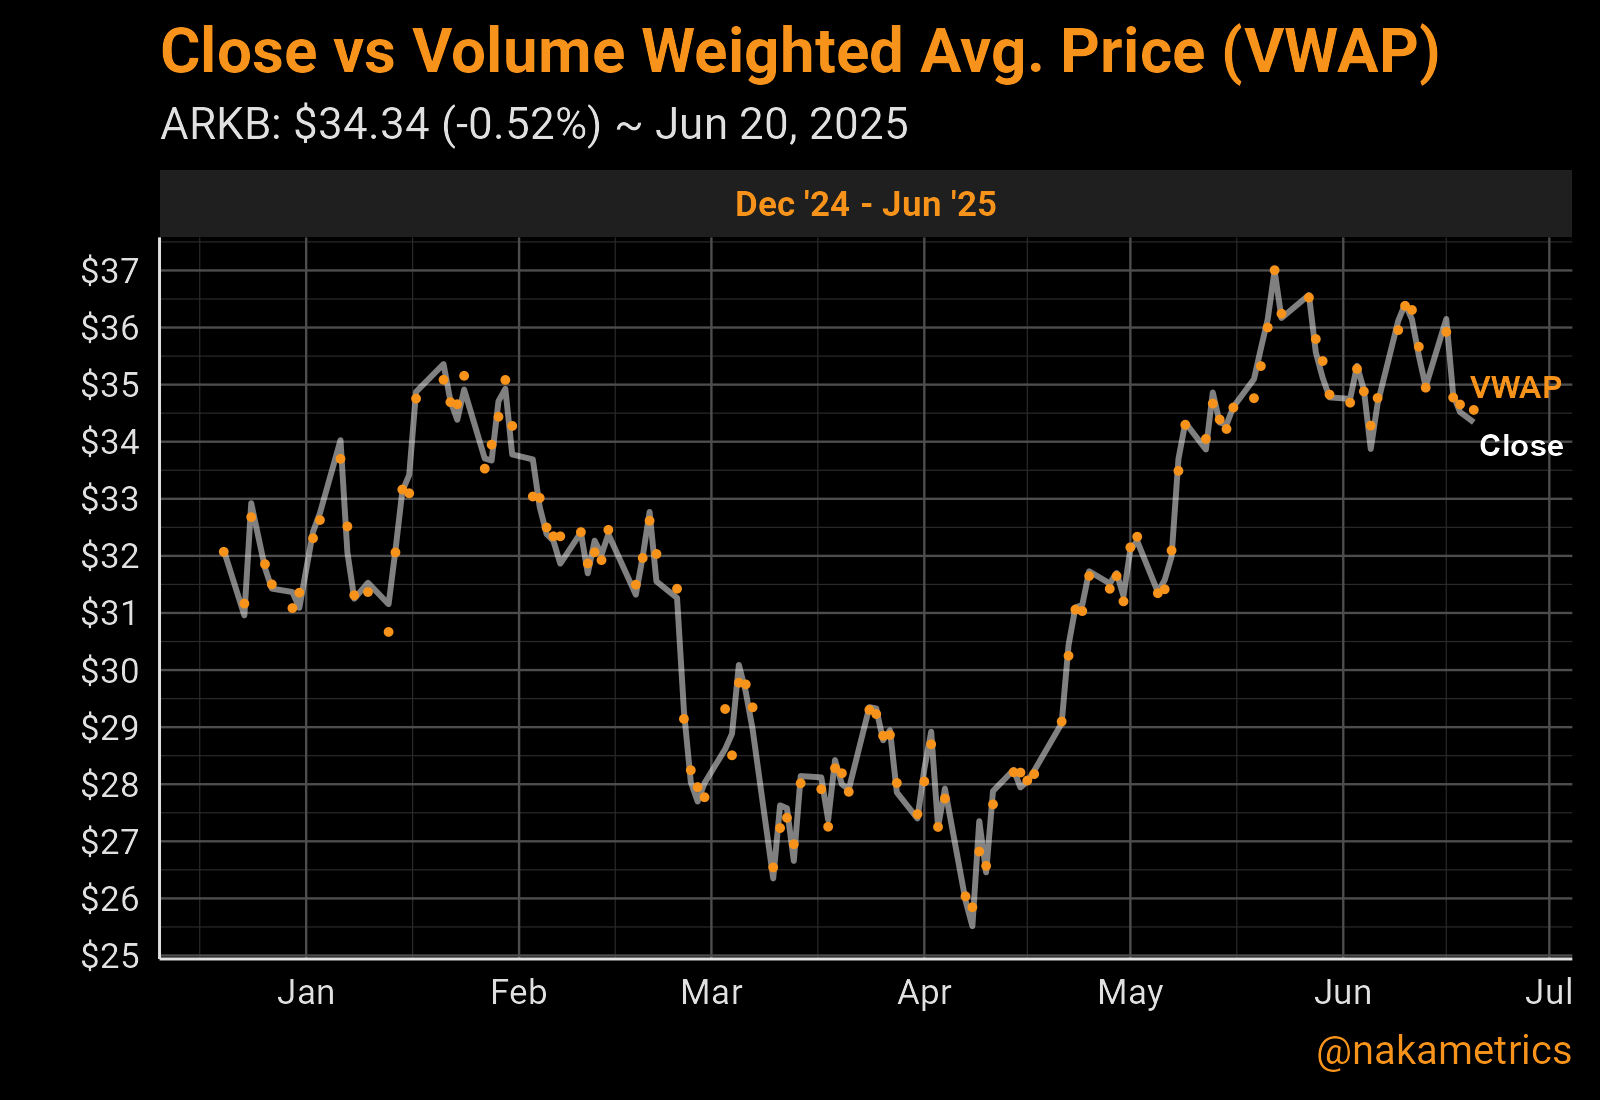 Close vs Volume Weighted Avg. Price (VWAP)
ARKB: $34.34 (-0.52%) ~ Jun 20, 2025
Dec '24 - Jun '25
$37
$36
$35
$34
$33
$32
$31
$30
$29
$28
$27
$26
$25
VWAP
Close
Jan Feb Mar Apr May Jun Jul
@nakametrics